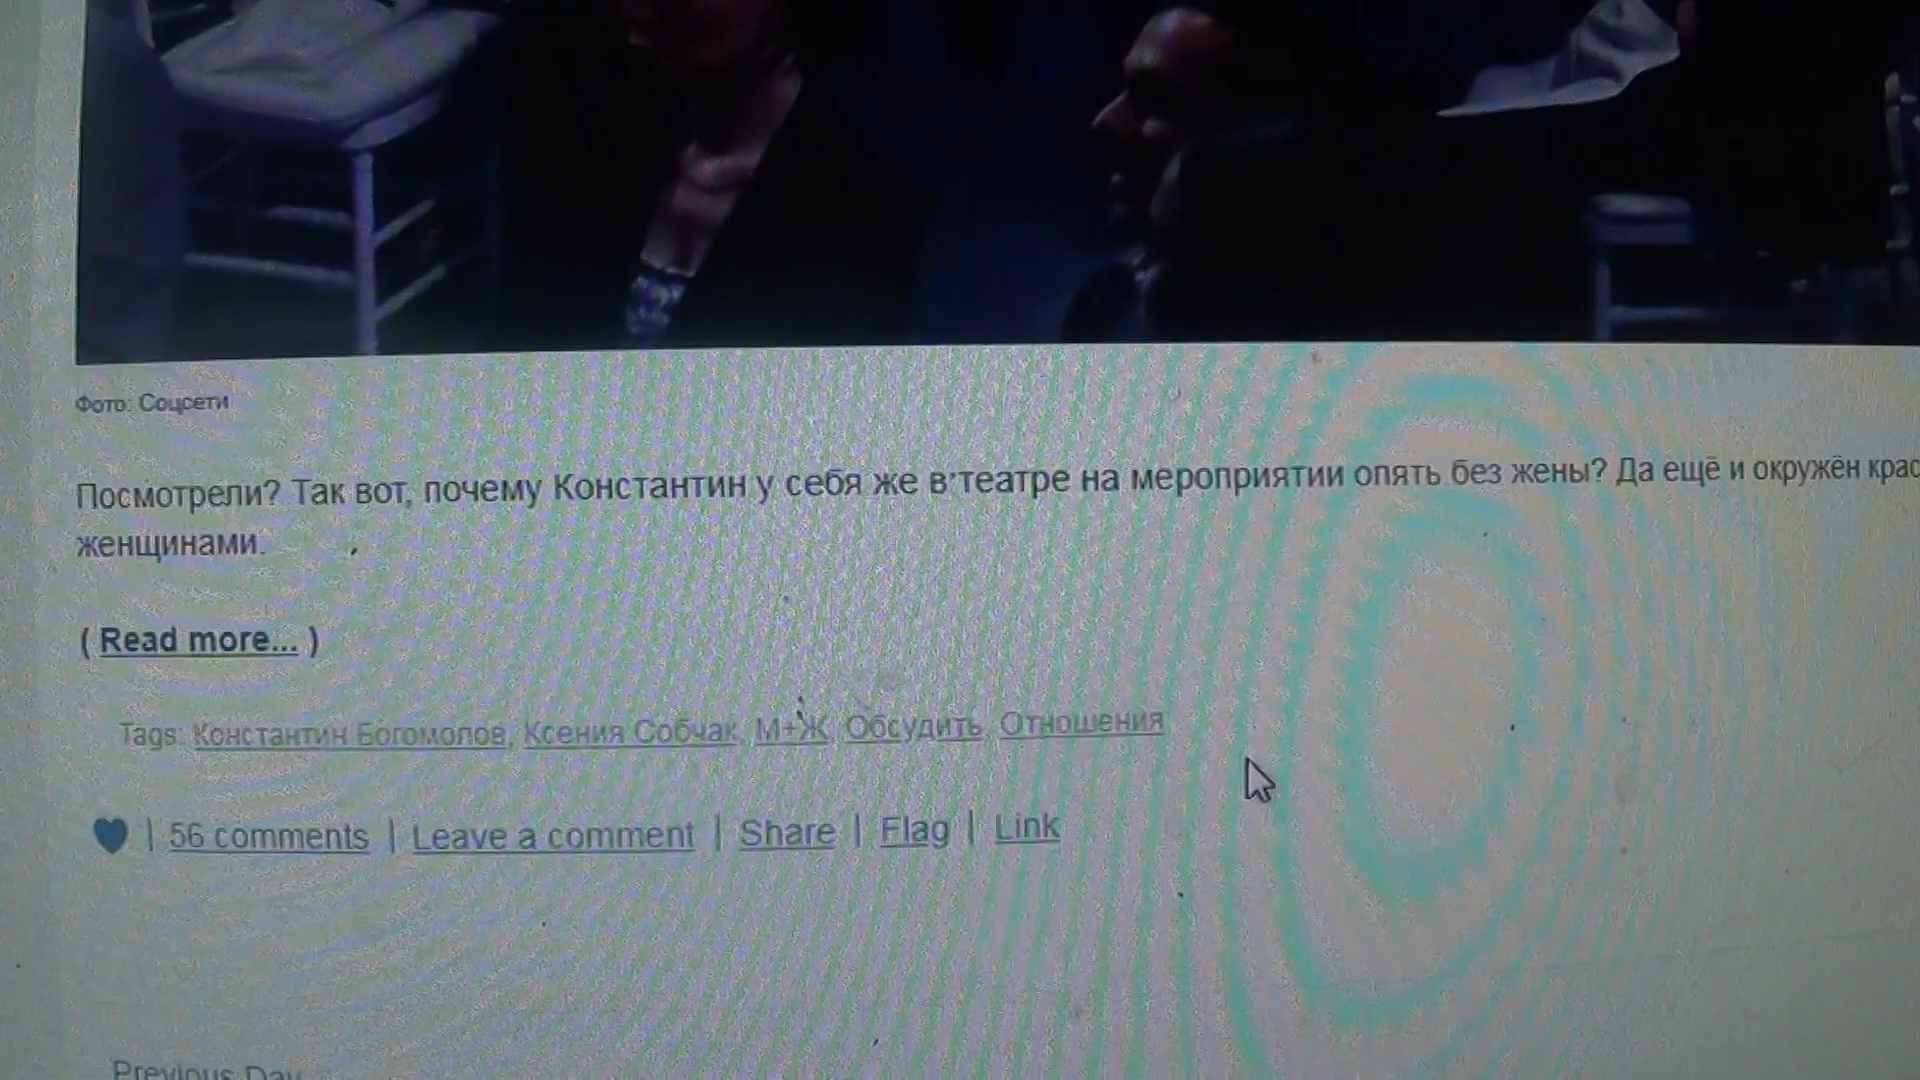 Фото: Соцсети
Посмотрели? Так вот, почему Константин у себя же в театре на мероприятии опять без жены? Да ещё и окружён
женщинами.
( Read more... )
Tags: Константин Богомолов, Ксения Собчак, М+Ж, Обсудить, Отношения
| 56 comments | Leave a comment | Share | Flag | Link
Previous Day